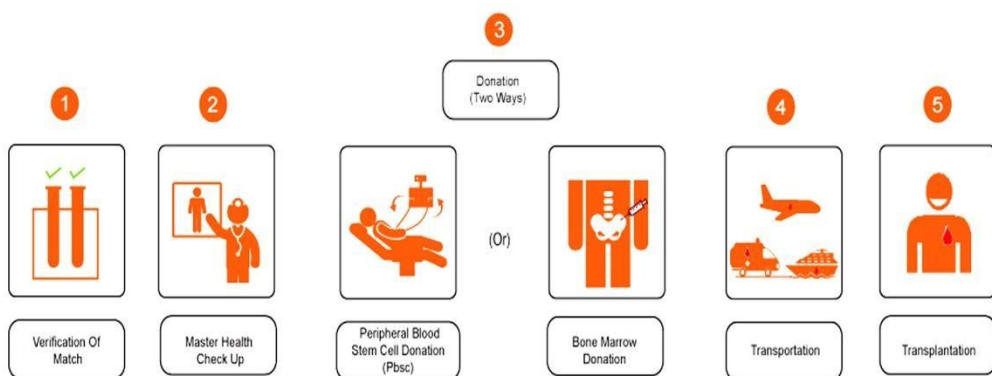 3
Donation
(Two Ways)
1
2
4
5
(Or)
Verification Of
Match
Master Health
Check Up
Peripheral Blood
Stem Cell Donation
(Pbsc)
Bone Marrow
Donation
Transportation
Transplantation